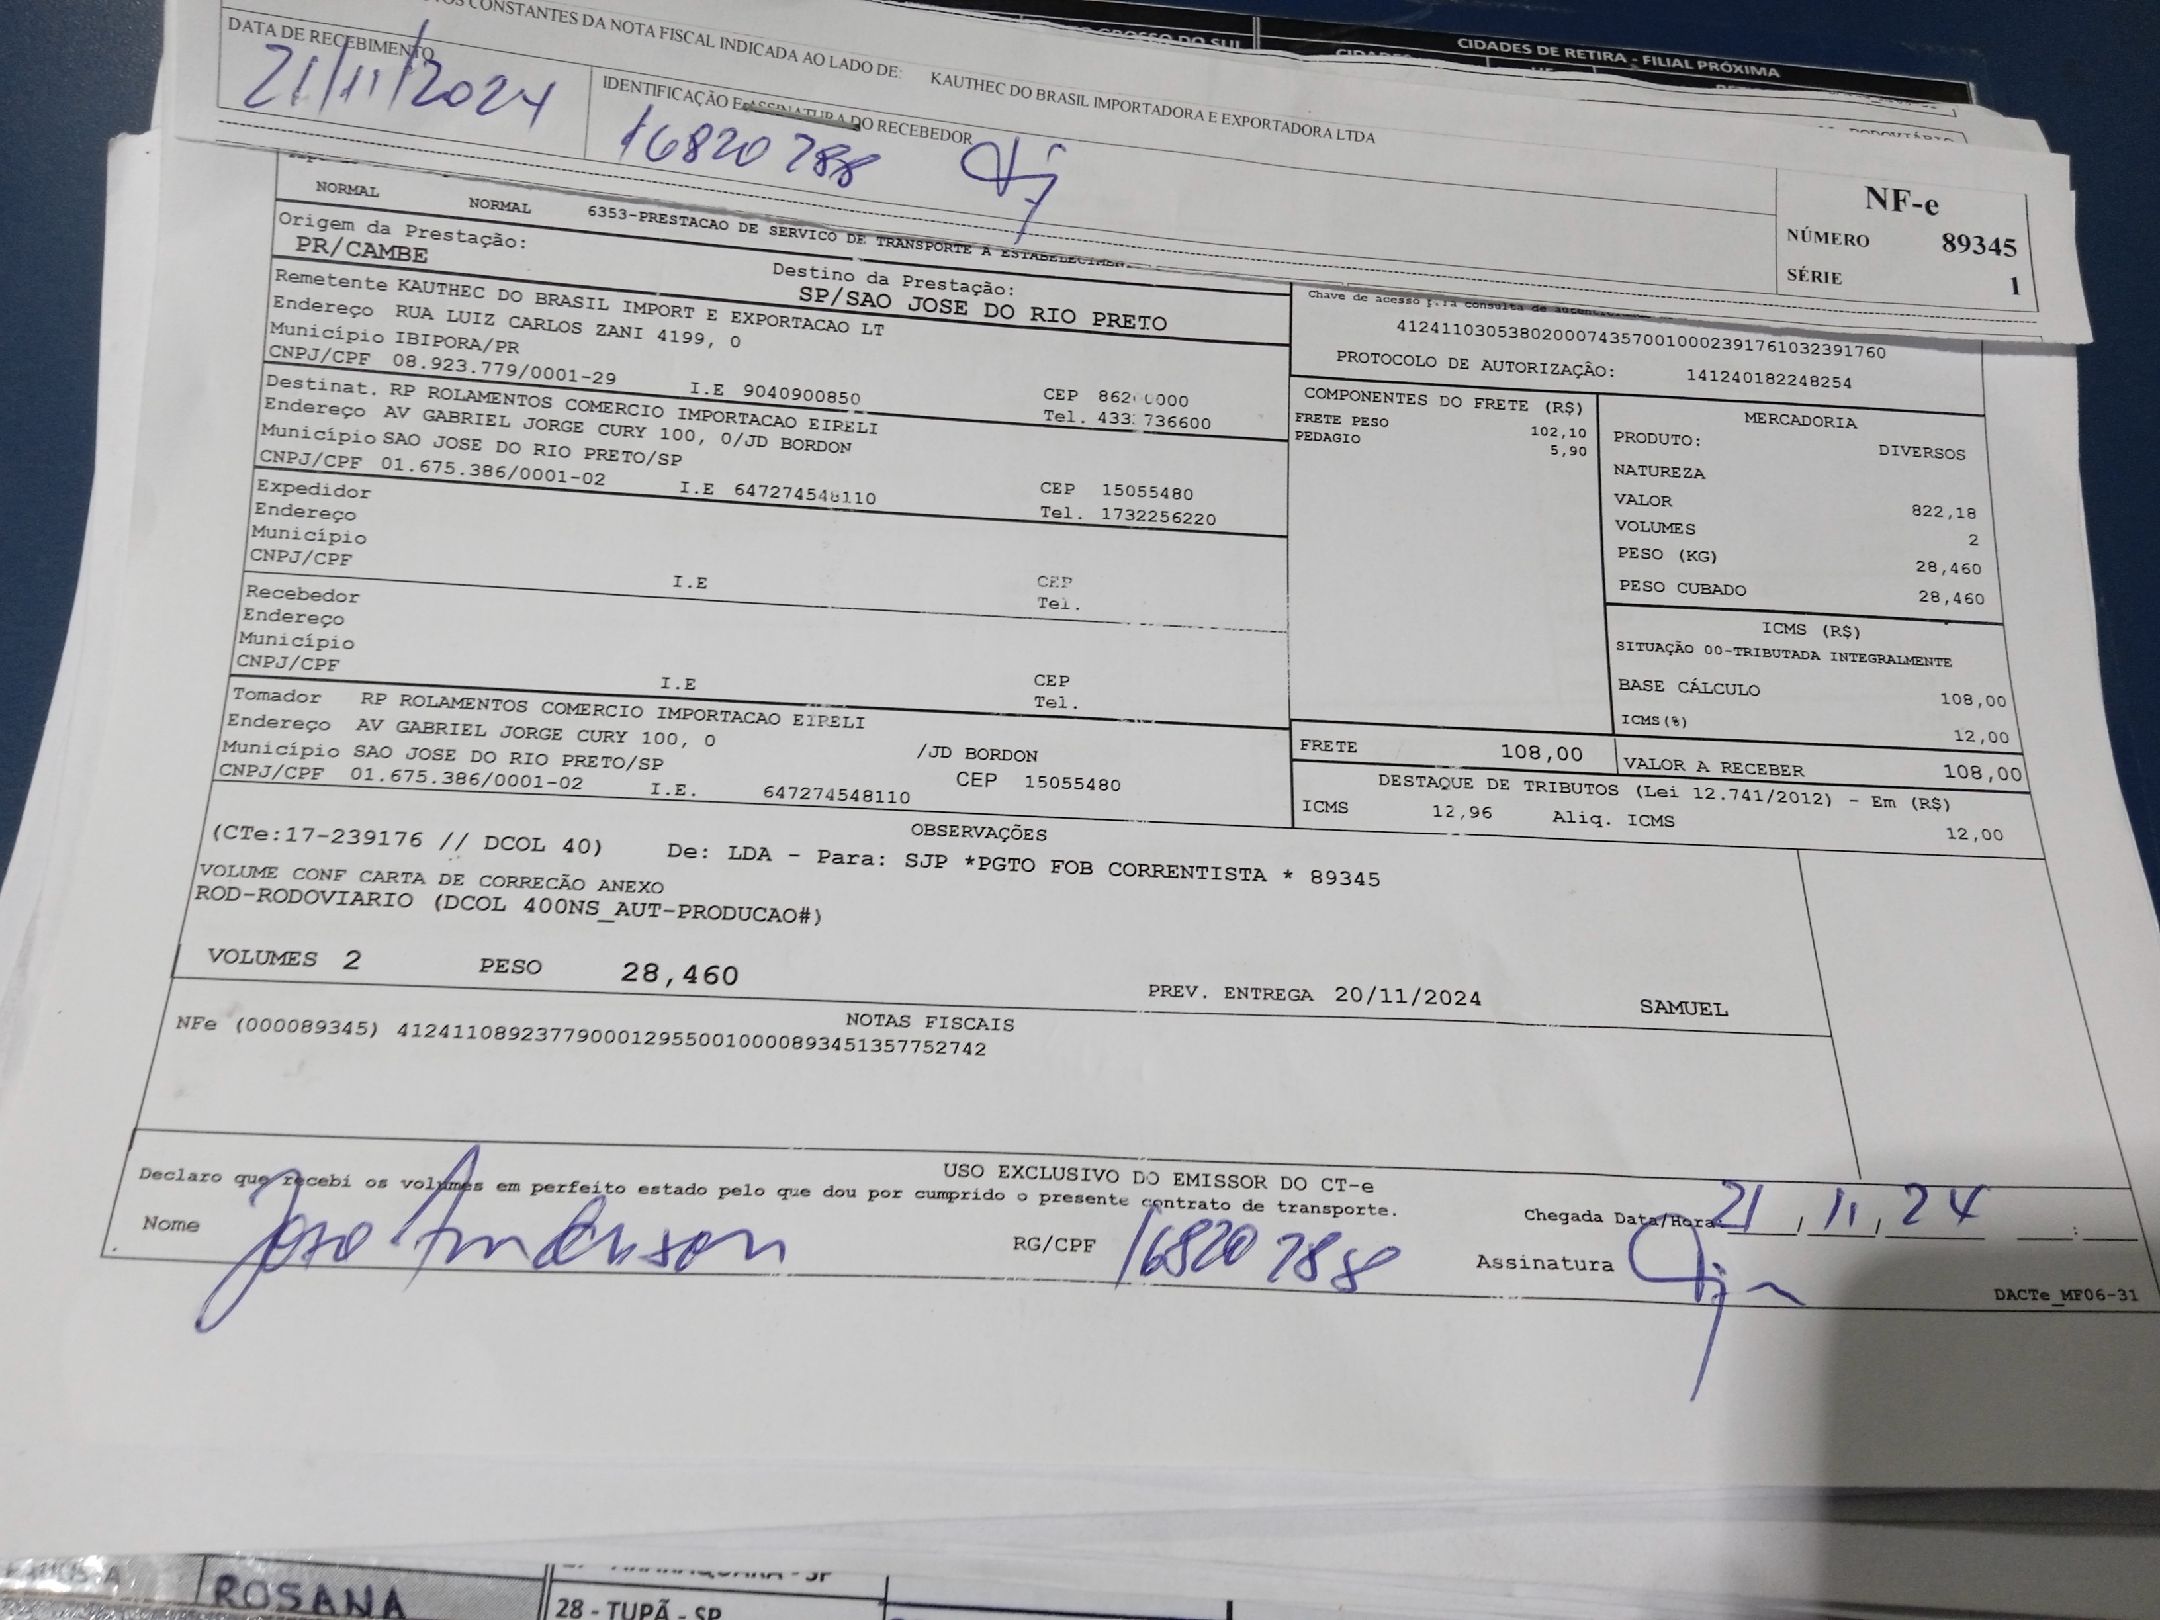 CONSTANTES DA NOTA FISCAL INDICADA AO LADO DE: KAUTHEC DO BRASIL IMPORTADORA E EXPORTADORA LTDA
CIDADES DE RETIRA - FILIAL PRÓXIMA
DATA DE RECEBIMENTO
21/11/2024
IDENTIFICAÇÃO E ASSINATURA DO RECEBEDOR
16820788
NF-e
NÚMERO 89345
SÉRIE 1
NORMAL NORMAL 6353-PRESTACAO DE SERVICO DE TRANSPORTE A
Origem da Prestação:
PR/CAMBE
Destino da Prestação:
SP/SAO JOSE DO RIO PRETO
Remetente KAUTHEC DO BRASIL IMPORT E EXPORTACAO LT
Endereço RUA LUIZ CARLOS ZANI 4199, 0
Município IBIPORA/PR
CEP
CNPJ/CPF 08.923.779/0001-29 I.E 9040900850 Tel. 736600
Destinat. RP ROLAMENTOS COMERCIO IMPORTACAO EIRELI
Endereço AV GABRIEL JORGE CURY 100, 0/JD BORDON
Município SAO JOSE DO RIO PRETO/SP CEP 15055480
CNPJ/CPF 01.675.386/0001-02 I.E 647274548110 Tel. 1732256220
Expedidor
Endereço
Município CEP
CNPJ/CPF I.E Tel.
Recebedor
Endereço
Município CEP
CNPJ/CPF I.E Tel.
Tomador RP ROLAMENTOS COMERCIO IMPORTACAO EIRELI
Endereço AV GABRIEL JORGE CURY 100, 0 /JD BORDON
Município SAO JOSE DO RIO PRETO/SP CEP 15055480
CNPJ/CPF 01.675.386/0001-02 I.E. 647274548110
Chave de acesso para consulta de
41241103053802000743570010002391761032391760
PROTOCOLO DE AUTORIZAÇÃO: 141240182248254
COMPONENTES DO FRETE (R$)
FRETE PESO 102,10
PEDAGIO 5,90
MERCADORIA
PRODUTO: DIVERSOS
NATUREZA
VALOR 822,18
VOLUMES 2
PESO (KG) 28,460
PESO CUBADO 28,460
ICMS (R$)
SITUAÇÃO 00-TRIBUTADA INTEGRALMENTE
BASE CÁLCULO 108,00
ICMS(%) 12,00
FRETE 108,00 VALOR A RECEBER 108,00
DESTAQUE DE TRIBUTOS (Lei 12.741/2012) - Em (R$)
ICMS 12,96 Aliq. ICMS 12,00
OBSERVAÇÕES
(CTe:17-239176 // DCOL 40) De: LDA - Para: SJP *PGTO FOB CORRENTISTA * 89345
VOLUME CONF CARTA DE CORRECÃO ANEXO
ROD-RODOVIARIO (DCOL 400NS_AUT-PRODUCAO#)
VOLUMES 2 PESO 28,460 PREV. ENTREGA 20/11/2024 SAMUEL
NOTAS FISCAIS
NFe (000089345) 41241108923779000129550010000893451357752742
USO EXCLUSIVO DO EMISSOR DO CT-e
Declaro que recebi os volumes em perfeito estado pelo que dou por cumprido o presente contrato de transporte.
Chegada Data/Hora: 21/11/24 :
Nome Joso Anderson RG/CPF 16820788 Assinatura
DACTe_MF06-31
ROSANA
28 - TUPÃ - SP